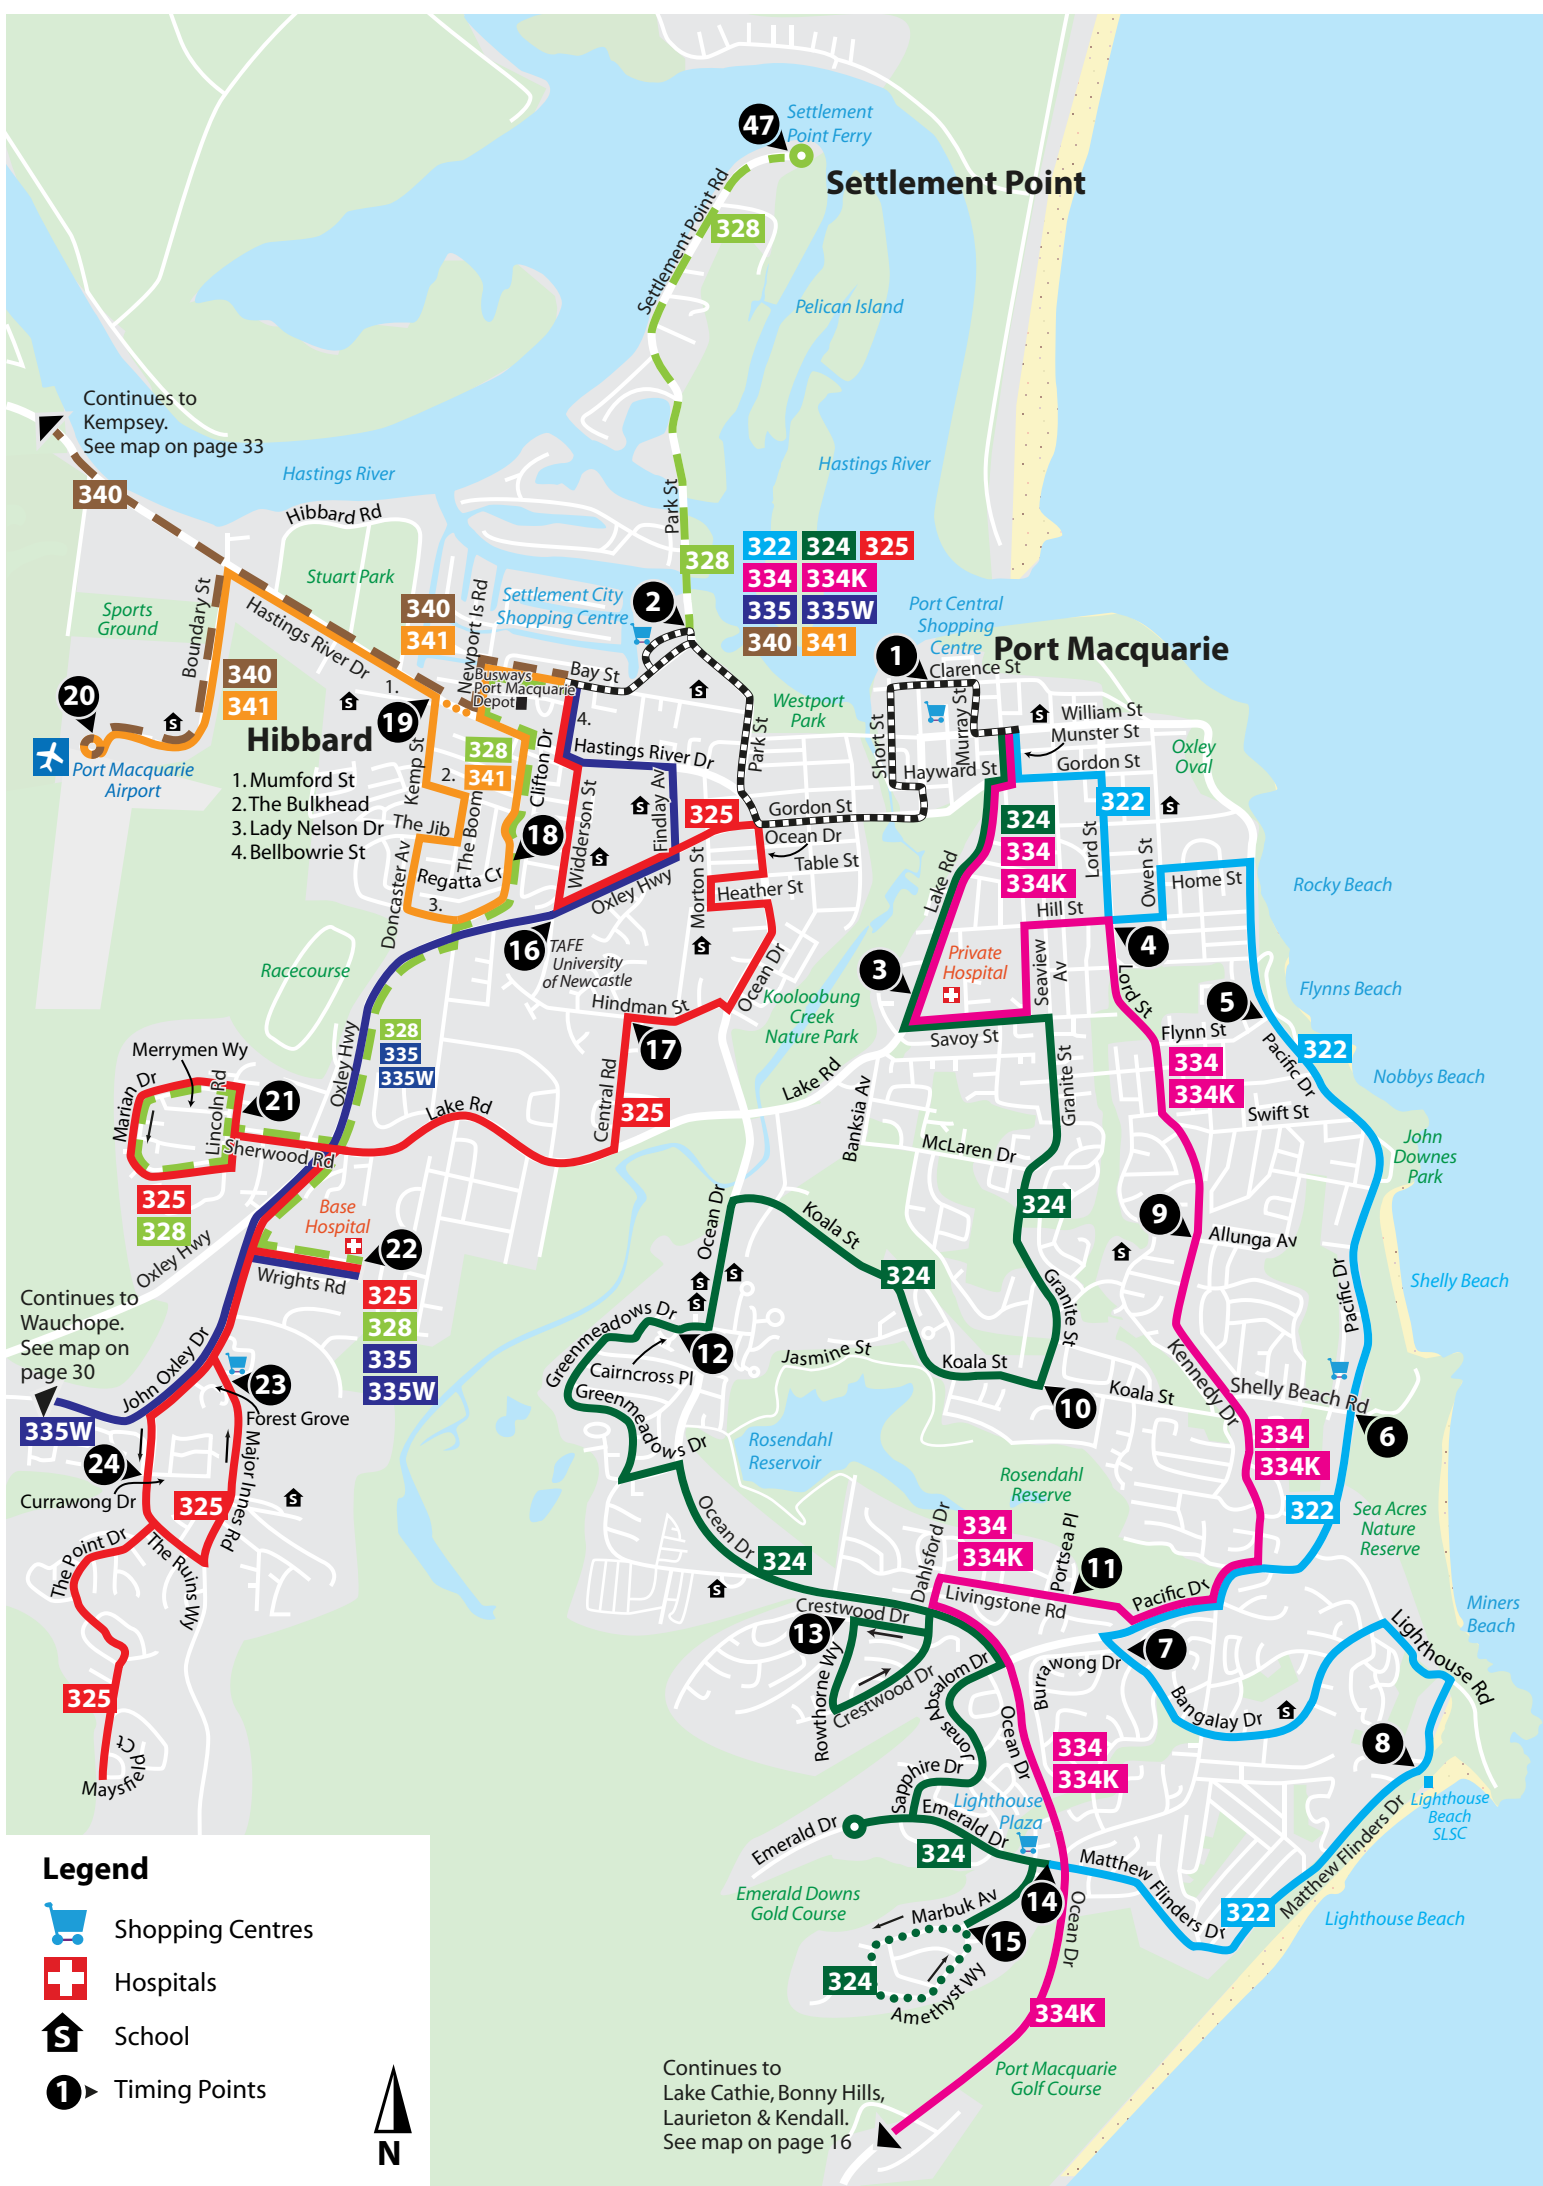 47
Settlement
Point Ferry
Settlement Point
Settlement Point Rd
328
Pelican Island
Continues to
Kempsey.
See map on page 33
340
Hastings River
Hastings River
Hibbard Rd
Park St
Stuart Park
328
322 324 325
334 334K
335 335W
340 341
Sports
Ground
Boundary St
Hastings River Dr
340
341
Newport Is Rd
Settlement City
Shopping Centre
2
Port Central
Shopping
Centre
1
Clarence St
Port Macquarie
340
341
20
1.
19
Busways
Port Macquarie
Depot
Bay St
4.
Westport
Park
Short St
Murray St
William St
Munster St
Oxley
Oval
Hibbard
Port Macquarie
Airport
1. Mumford St
2. The Bulkhead
3. Lady Nelson Dr
4. Bellbowrie St
Kemp St
328
341
2.
Clifton Dr
Hastings River Dr
Park St
Hayward St
Gordon St
The Jib
The Boom
18
Widderson St
Findlay Av
325
Gordon St
Ocean Dr
Table St
322
324
334
334K
Lord St
Owen St
Home St
Rocky Beach
Doncaster Av
Regatta Cr
3.
Oxley Hwy
Morton St
Heather St
Lake Rd
Hill St
16
TAFE
University
of Newcastle
Racecourse
Hindman St
Ocean Dr
Kooloobung
Creek
Nature Park
3
Private
Hospital
Seaview
Av
4
Lord St
5
Flynns Beach
Savoy St
Flynn St
Pacific Dr
322
Merrymen Wy
Marian Dr
Lincoln Rd
21
Oxley Hwy
328
335
335W
17
Central Rd
325
Lake Rd
Lake Rd
Banksia Av
Granite St
334
334K
Nobbys Beach
Swift St
Sherwood Rd
McLaren Dr
John
Downes
Park
325
328
Base
Hospital
22
Oxley Hwy
Wrights Rd
325
328
335
335W
Ocean Dr
Koala St
324
324
9
Allunga Av
Pacific Dr
Shelly Beach
Continues to
Wauchope.
See map on
page 30
335W
John Oxley Dr
23
Forest Grove
Greenmeadows Dr
Cairncross Pl
12
Greenmeadows Dr
Jasmine St
Koala St
Granite St
10
Koala St
Kennedy Dr
Shelly Beach Rd
6
24
Currawong Dr
325
Major Innes Rd
The Point Dr
The Ruins Wy
Rosendahl
Reservoir
Rosendahl
Reserve
334
334K
322
Sea Acres
Nature
Reserve
Ocean Dr
324
Dahlsford Dr
334
334K
Portsea Pl
11
Livingstone Rd
Pacific Dr
Crestwood Dr
13
Rowthorne Wy
Crestwood Dr
Jonas Absalom Dr
Burrawong Dr
7
Bangalay Dr
Lighthouse Rd
Miners
Beach
325
Maysfield Ct
Ocean Dr
334
334K
8
Sapphire Dr
Lighthouse
Plaza
Emerald Dr
Emerald Dr
324
Matthew Flinders Dr
Matthew Flinders Dr
Lighthouse
Beach
SLSC
322
Lighthouse Beach
Emerald Downs
Gold Course
Marbuk Av
14
15
324
Amethyst Wy
Ocean Dr
334K
Continues to
Lake Cathie, Bonny Hills,
Laurieton & Kendall.
See map on page 16
Port Macquarie
Golf Course
Legend
Shopping Centres
Hospitals
S School
1 Timing Points
N